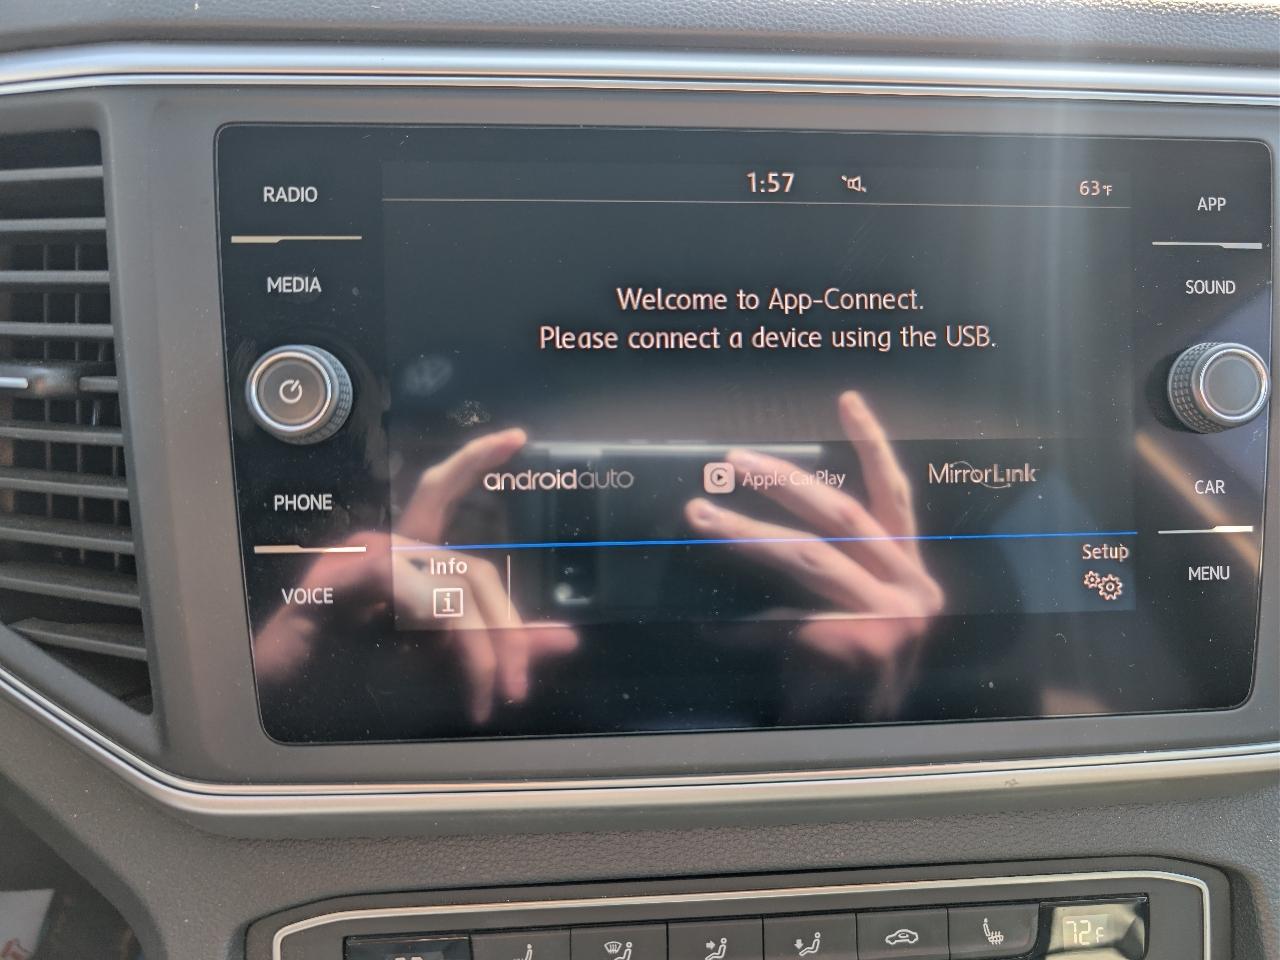 RADIO
MEDIA
PHONE
VOICE
1:57
63°F
Welcome to App-Connect.
Please connect a device using the USB.
androidauto
Apple CarPlay
MirrorLink
Info
i
Setup
APP
SOUND
CAR
MENU
72F